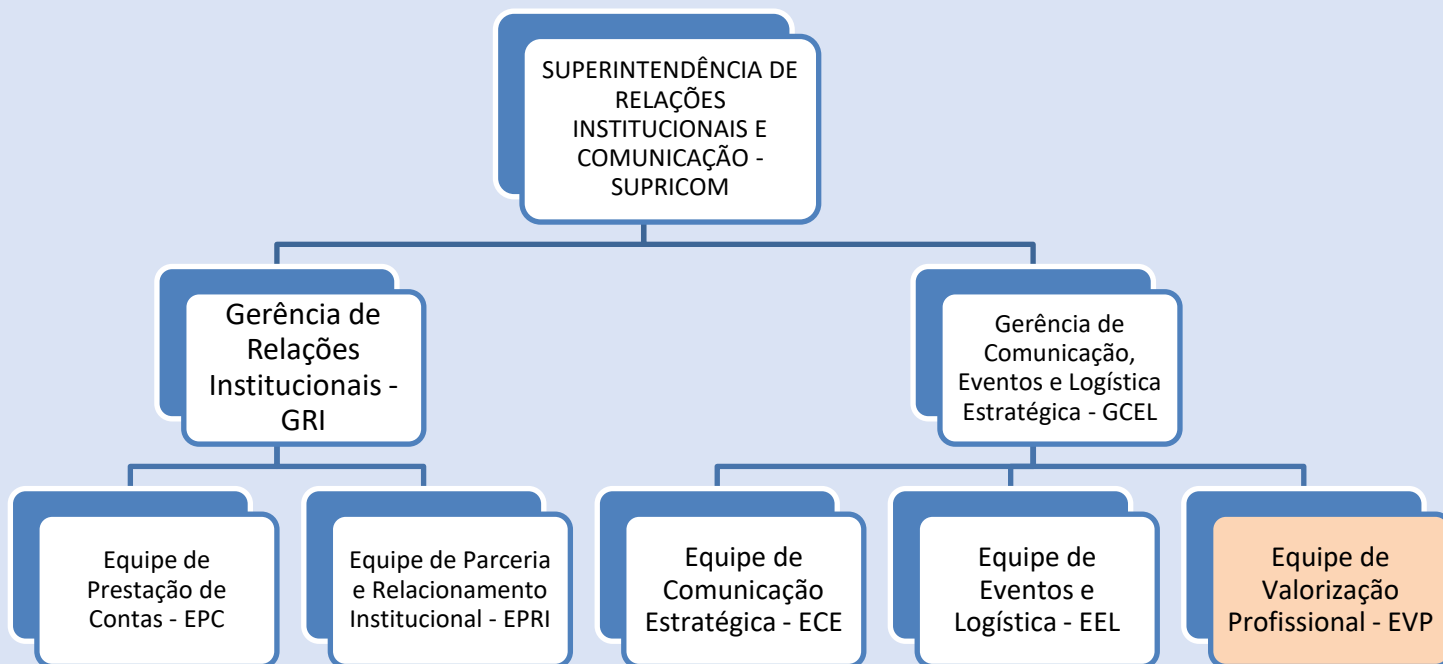 SUPERINTENDÊNCIA DE
RELAÇÕES
INSTITUCIONAIS E
COMUNICAÇÃO -
SUPRICOM
Gerência de
Relações
Institucionais -
GRI
Gerência de
Comunicação,
Eventos e Logística
Estratégica - GCEL
Equipe de
Prestação de
Contas - EPC
Equipe de Parceria
e Relacionamento
Institucional - EPRI
Equipe de
Comunicação
Estratégica - ECE
Equipe de
Eventos e
Logística - EEL
Equipe de
Valorização
Profissional - EVP